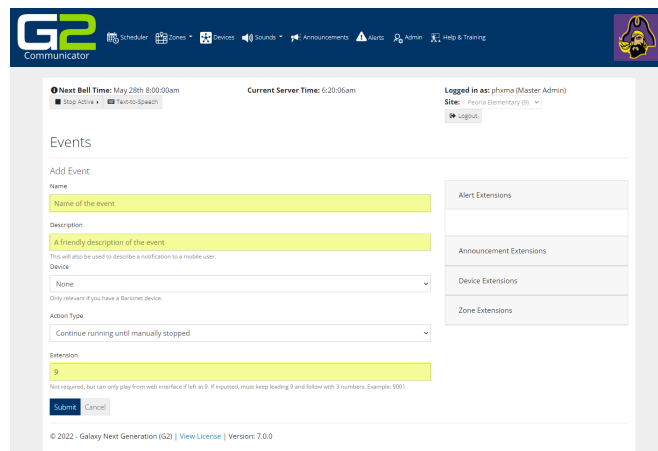 G2
Communicator
Scheduler Zones Devices Sounds Announcements Alerts Admin Help & Training
Next Bell Time: May 28th 8:00:00am Current Server Time: 6:20:06am Logged in as: phxma (Master Admin)
Stop Active Text-to-Speech Site: Peoria Elementary (9)
Logout
Events
Add Event
Name
Name of the event
Description
A friendly description of the event
This will also be used to describe a notification to a mobile user.
Device
None
Only relevant if you have a Barionet device.
Action Type
Continue running until manually stopped
Extension
9
Not required, but can only play from web interface if left at 9. If inputted, must keep leading 9 and follow with 3 numbers. Example: 9001
Submit Cancel
Alert Extensions
Announcement Extensions
Device Extensions
Zone Extensions
© 2022 - Galaxy Next Generation (G2) | View License | Version: 7.0.0